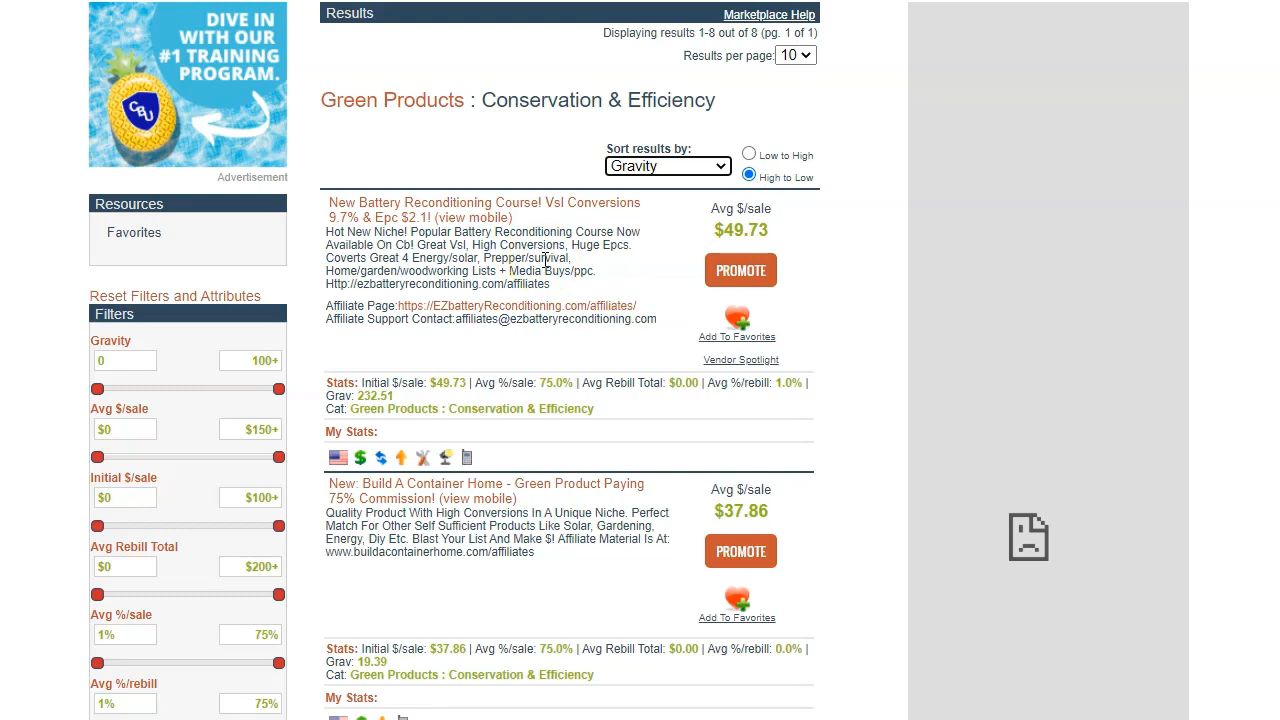 DIVE IN
WITH OUR
#1 TRAINING
PROGRAM.
CBU
Advertisement
Resources
Favorites
Reset Filters and Attributes
Filters
Gravity
0 100+
Avg $/sale
$0 $150+
Initial $/sale
$0 $100+
Avg Rebill Total
$0 $200+
Avg %/sale
1% 75%
Avg %/rebill
1% 75%
Results Marketplace Help
Displaying results 1-8 out of 8 (pg. 1 of 1)
Results per page: 10
Green Products : Conservation & Efficiency
Sort results by:
Gravity
Low to High
High to Low
New Battery Reconditioning Course! Vsl Conversions
9.7% & Epc $2.1! (view mobile)
Hot New Niche! Popular Battery Reconditioning Course Now
Available On Cb! Great Vsl, High Conversions, Huge Epcs.
Coverts Great 4 Energy/solar, Prepper/survival,
Home/garden/woodworking Lists + Media Buys/ppc.
Http://ezbatteryreconditioning.com/affiliates
Affiliate Page:https://EZbatteryReconditioning.com/affiliates/
Affiliate Support Contact:affiliates@ezbatteryreconditioning.com
Avg $/sale
$49.73
PROMOTE
Add To Favorites
Vendor Spotlight
Stats: Initial $/sale: $49.73 | Avg %/sale: 75.0% | Avg Rebill Total: $0.00 | Avg %/rebill: 1.0% |
Grav: 232.51
Cat: Green Products : Conservation & Efficiency
My Stats:
New: Build A Container Home - Green Product Paying
75% Commission! (view mobile)
Quality Product With High Conversions In A Unique Niche. Perfect
Match For Other Self Sufficient Products Like Solar, Gardening,
Energy, Diy Etc. Blast Your List And Make $! Affiliate Material Is At:
www.buildacontainerhome.com/affiliates
Avg $/sale
$37.86
PROMOTE
Add To Favorites
Stats: Initial $/sale: $37.86 | Avg %/sale: 75.0% | Avg Rebill Total: $0.00 | Avg %/rebill: 0.0% |
Grav: 19.39
Cat: Green Products : Conservation & Efficiency
My Stats: